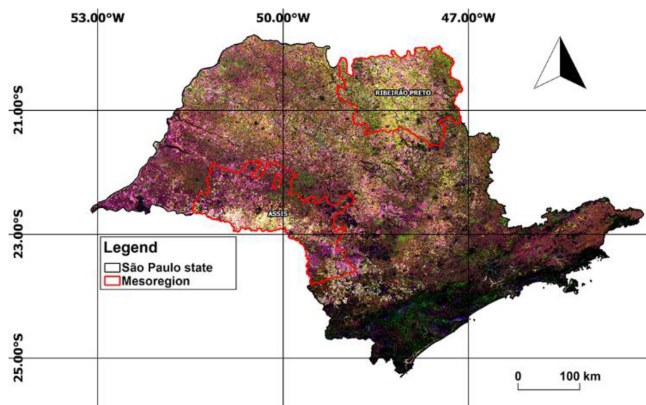 53.00°W 50.00°W 47.00°W
RIBEIRÃO PRETO
21.00°S
ASSIS
23.00°S
Legend
São Paulo state
Mesoregion
25.00°S
0 100 km